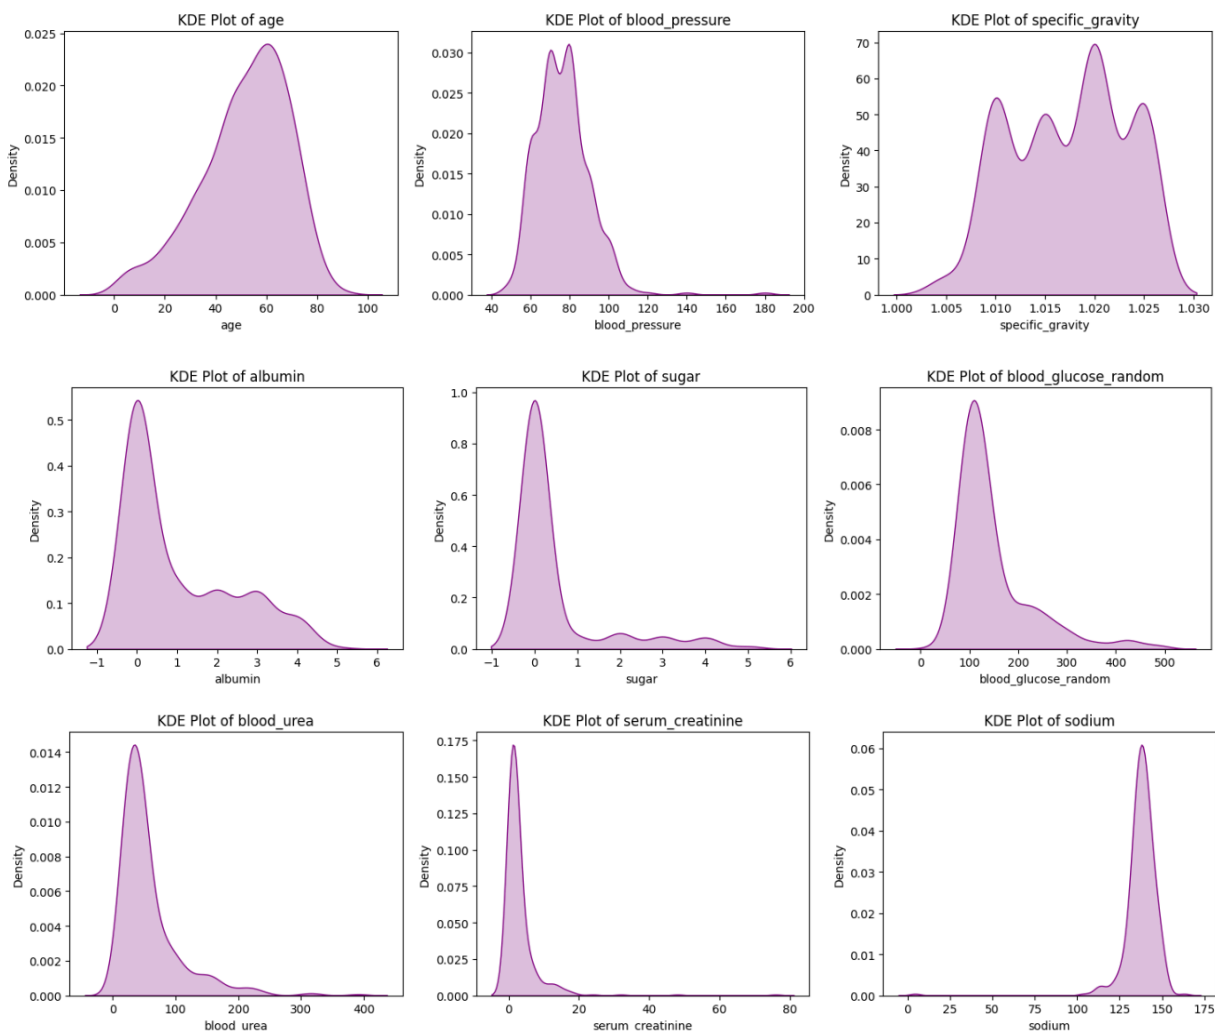 KDE Plot of age
0.025
0.020
0.015
0.010
0.005
0.000
Density
0 20 40 60 80 100
age
KDE Plot of blood_pressure
0.030
0.025
0.020
0.015
0.010
0.005
0.000
Density
40 60 80 100 120 140 160 180 200
blood_pressure
KDE Plot of specific_gravity
70
60
50
40
30
20
10
0
Density
1.000 1.005 1.010 1.015 1.020 1.025 1.030
specific_gravity
KDE Plot of albumin
0.5
0.4
0.3
0.2
0.1
0.0
Density
−1 0 1 2 3 4 5 6
albumin
KDE Plot of sugar
1.0
0.8
0.6
0.4
0.2
0.0
Density
−1 0 1 2 3 4 5 6
sugar
KDE Plot of blood_glucose_random
0.008
0.006
0.004
0.002
0.000
Density
0 100 200 300 400 500
blood_glucose_random
KDE Plot of blood_urea
0.014
0.012
0.010
0.008
0.006
0.004
0.002
0.000
Density
0 100 200 300 400
blood_urea
KDE Plot of serum_creatinine
0.175
0.150
0.125
0.100
0.075
0.050
0.025
0.000
Density
0 20 40 60 80
serum_creatinine
KDE Plot of sodium
0.06
0.05
0.04
0.03
0.02
0.01
0.00
Density
0 25 50 75 100 125 150 175
sodium